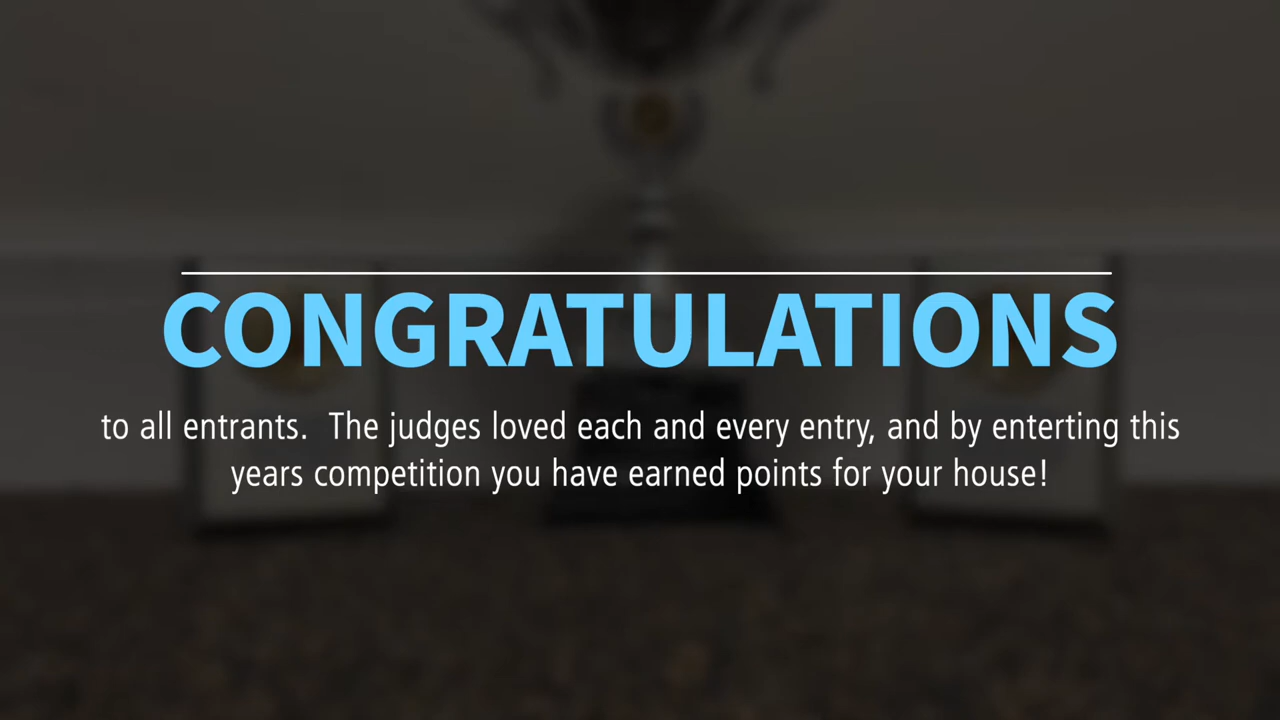 CONGRATULATIONS
to all entrants.  The judges loved each and every entry, and by enterting this
years competition you have earned points for your house!